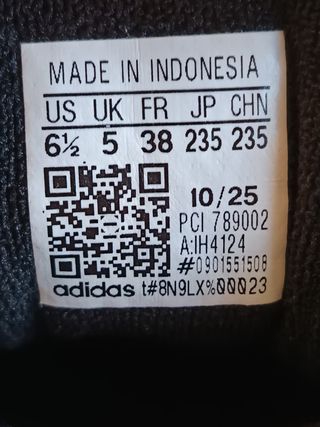 MADE IN INDONESIA
US UK FR JP CHN
6½ 5 38 235 235
10/25
PCI 789002
A:IH4124
#0901551508
adidas t#8N9LX%00023